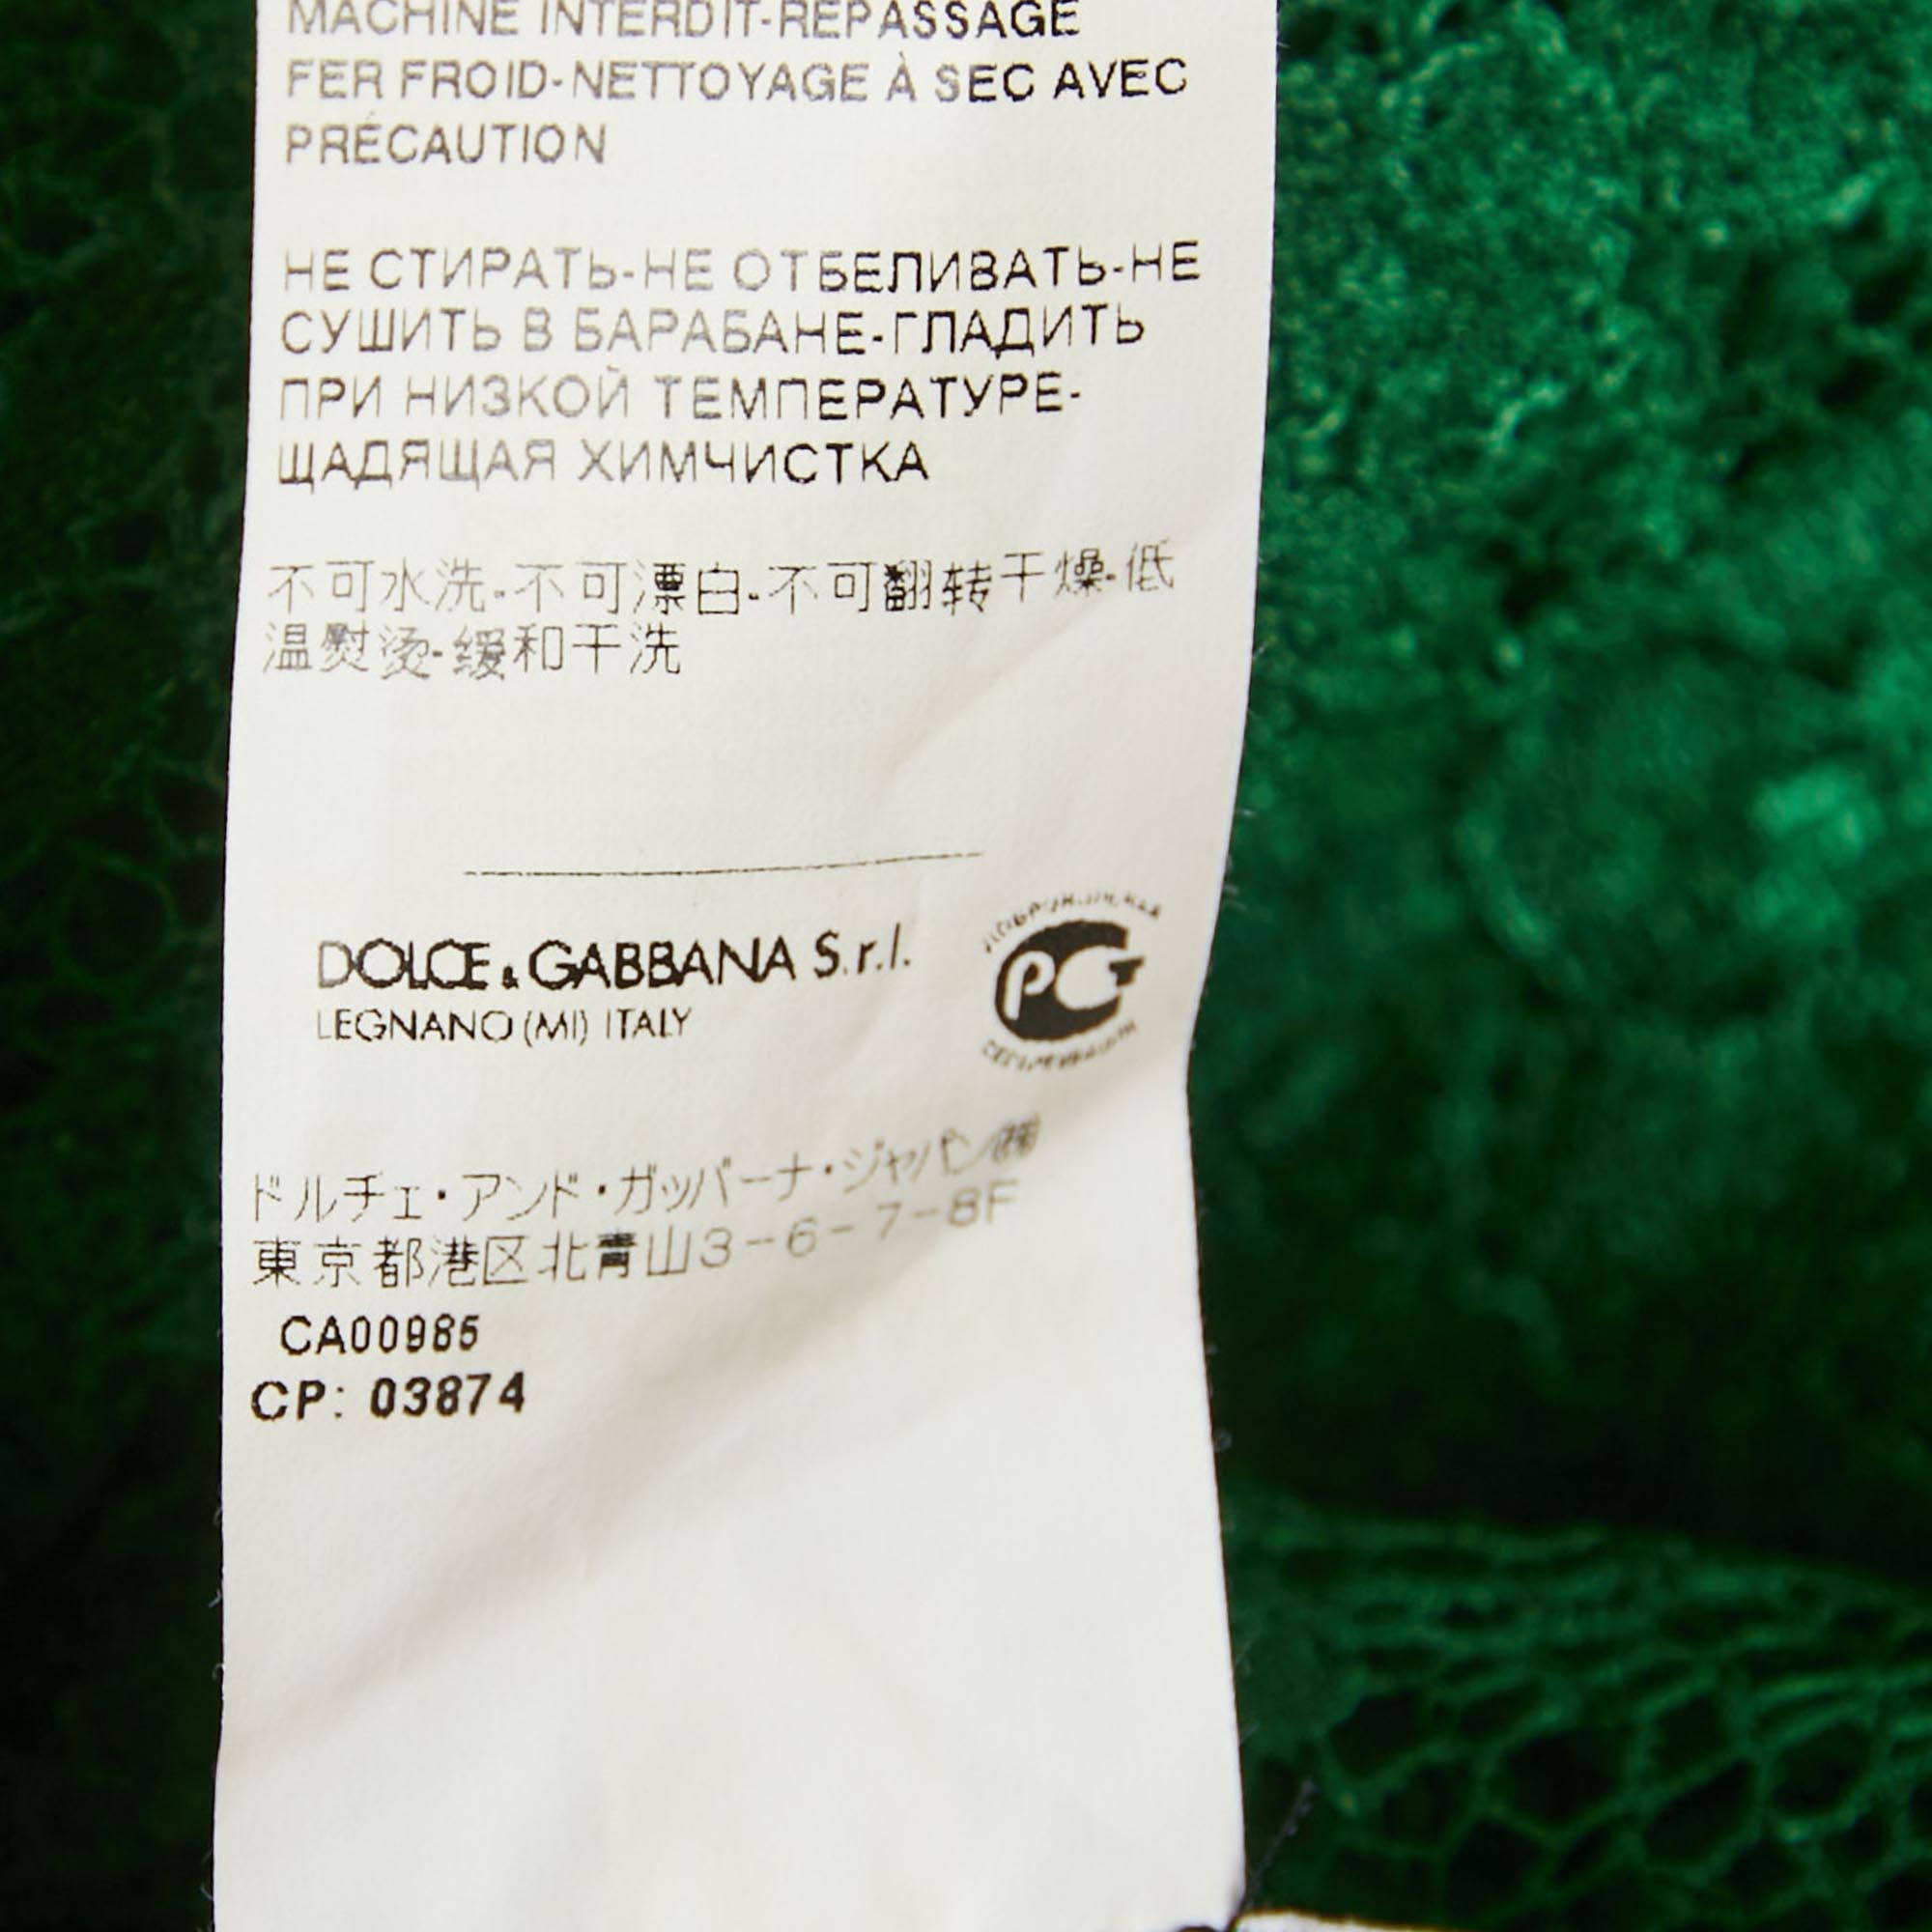 MACHINE INTERDIT-REPASSAGE
FER FROID-NETTOYAGE À SEC AVEC
PRÉCAUTION
НЕ СТИРАТЬ-НЕ ОТБЕЛИВАТЬ-НЕ
СУШИТЬ В БАРАБАНЕ-ГЛАДИТЬ
ПРИ НИЗКОЙ ТЕМПЕРАТУРЕ-
ЩАДЯЩАЯ ХИМЧИСТКА
不可水洗-不可漂白-不可翻转干燥-低
温熨烫-缓和干洗
DOLCE & GABBANA S.r.l.
LEGNANO (MI) ITALY
РСТ
ドルチェ・アンド・ガッバーナ・ジャパン㈱
東京都港区北青山3-6-7-8F
CA00985
CP: 03874